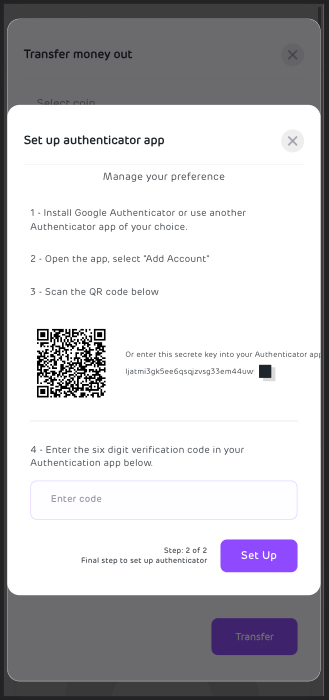 Transfer money out
Select coin
Set up authenticator app
Manage your preference
1 - Install Google Authenticator or use another
Authenticator app of your choice.
2 - Open the app, select "Add Account"
3 - Scan the QR code below
Or enter this secrete key into your Authenticator app
ljatmi3gk5ee6qsqjzvsg33em44uwr
4 - Enter the six digit verification code in your
Authentication app below.
Enter code
Step: 2 of 2
Final step to set up authenticator
Set Up
Transfer